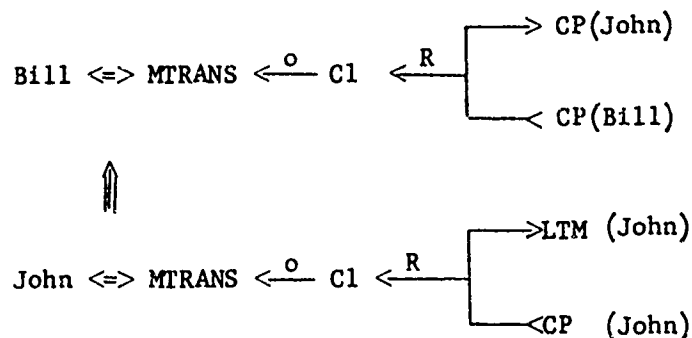 CP(John)
Bill <=> MTRANS <—o— C1 <—R—
CP(Bill)
LTM (John)
John <=> MTRANS <—o— C1 <—R—
CP (John)